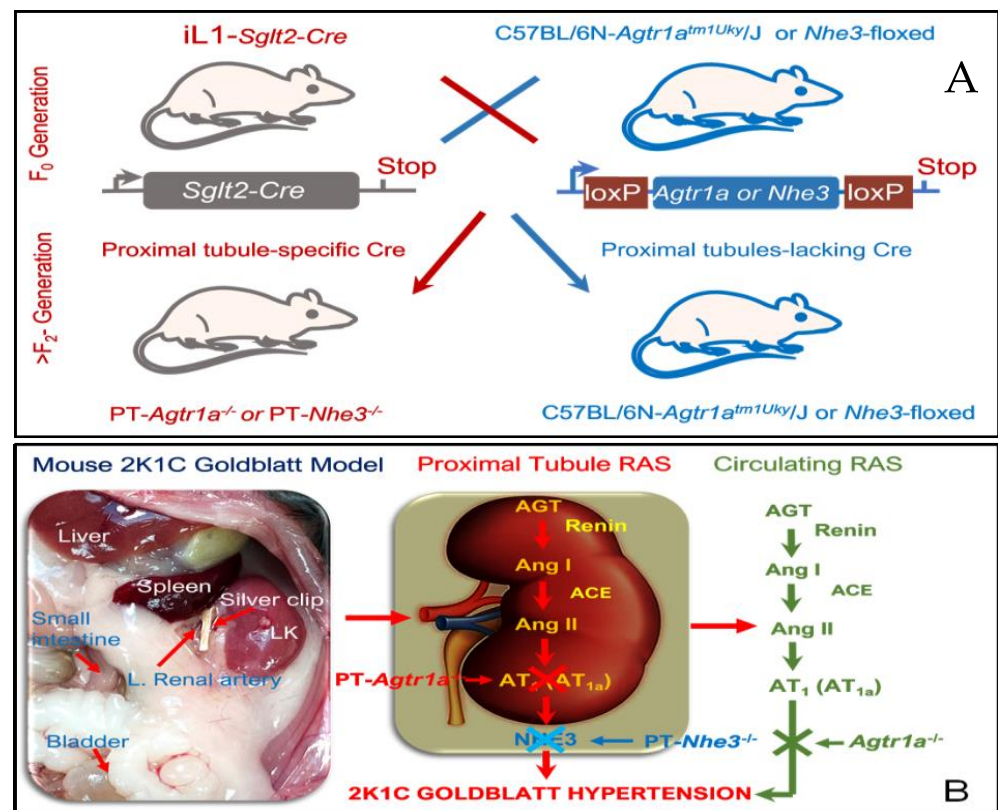 iL1-Sglt2-Cre
C57BL/6N-Agtr1a^tm1Uky/J or Nhe3-floxed
A
F₀ Generation
Stop
Sglt2-Cre
Stop
loxP
Agtr1a or Nhe3
loxP
Proximal tubule-specific Cre
Proximal tubules-lacking Cre
>F₂- Generation
PT-Agtr1a-/- or PT-Nhe3-/-
C57BL/6N-Agtr1a^tm1Uky/J or Nhe3-floxed
Mouse 2K1C Goldblatt Model
Liver
Spleen
Silver clip
Small
intestine
LK
L. Renal artery
Bladder
Proximal Tubule RAS
AGT
Renin
Ang I
ACE
Ang II
PT-Agtr1a
(AT1a)
NHE3
PT-Nhe3-/-
Circulating RAS
AGT
Renin
Ang I
ACE
Ang II
AT₁ (AT1a)
Agtr1a-/-
2K1C GOLDBLATT HYPERTENSION
B